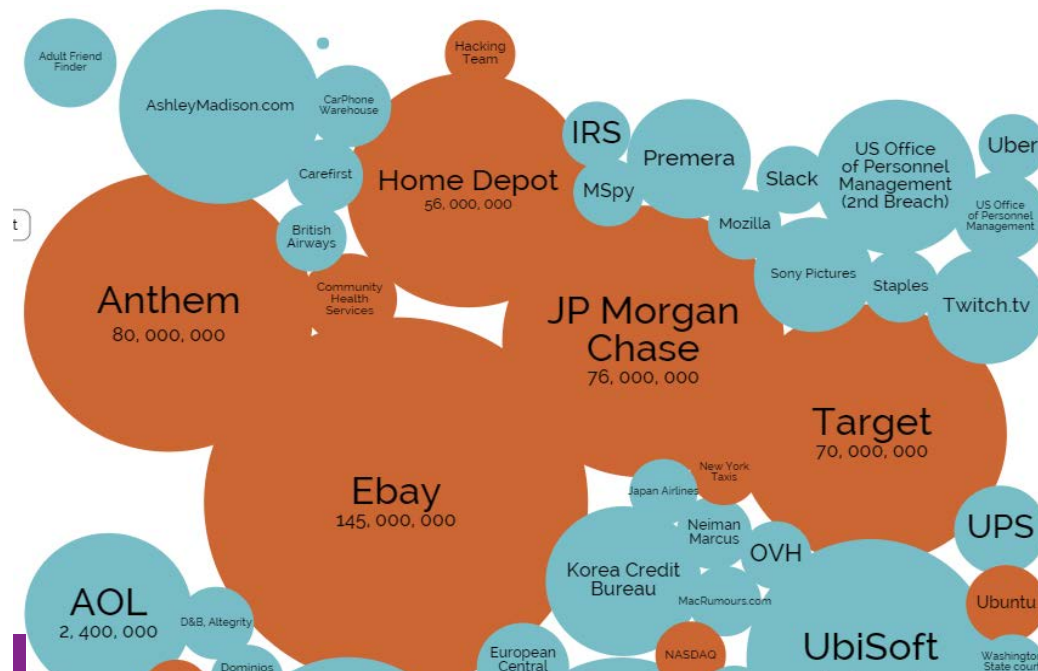 Adult Friend
Finder
AshleyMadison.com
CarPhone
Warehouse
Hacking
Team
Carefirst
Home Depot
56, 000, 000
IRS
MSpy
Premera
Slack
Mozilla
US Office
of Personnel
Management
(2nd Breach)
Uber
US Office
of Personnel
Management
t
British
Airways
Community
Health
Services
Anthem
80, 000, 000
JP Morgan
Chase
76, 000, 000
Sony Pictures
Staples
Twitch.tv
Target
70, 000, 000
Ebay
145, 000, 000
New York
Taxis
Japan Airlines
Neiman
Marcus
OVH
UPS
Korea Credit
Bureau
MacRumours.com
AOL
2, 400, 000
D&B, Altegrity
Dominios
European
Central
NASDAQ
UbiSoft
Ubuntu
Washington
State cour